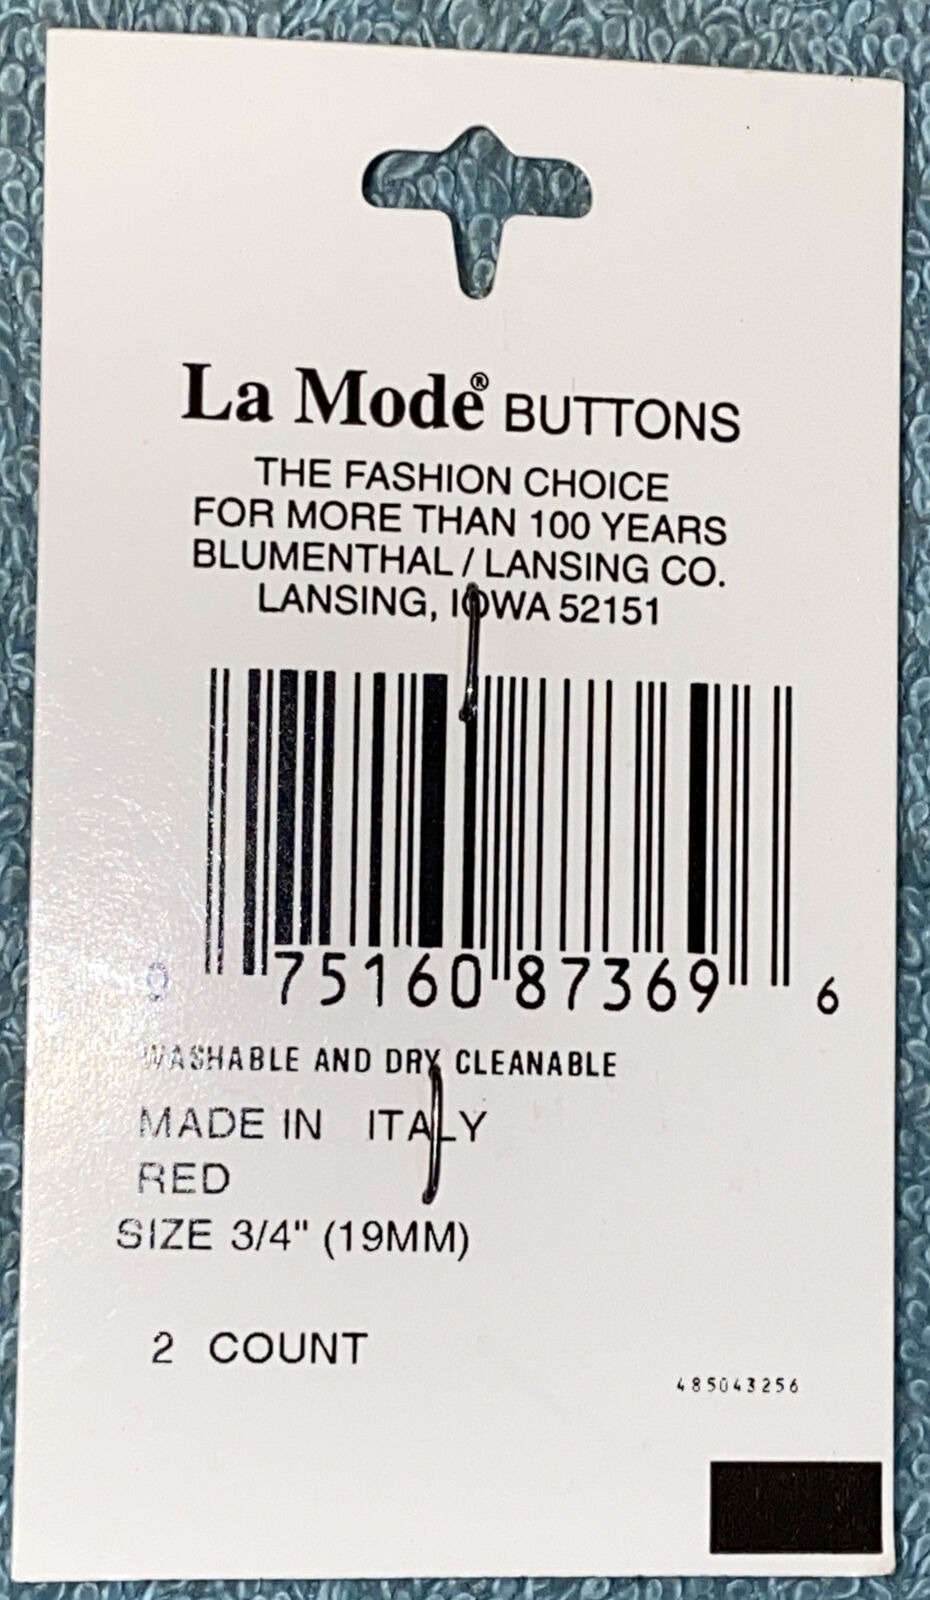 La Mode® BUTTONS
THE FASHION CHOICE
FOR MORE THAN 100 YEARS
BLUMENTHAL / LANSING CO.
LANSING, IOWA 52151
0 75160 87369 6
WASHABLE AND DRY CLEANABLE
MADE IN ITALY
RED
SIZE 3/4" (19MM)
2 COUNT
485043256